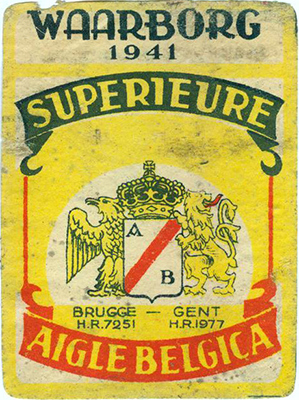 WAARBORG
1941
SUPERIEURE
A
B
BRUGGE — GENT
H.R.7251 H.R.1977
AIGLE BELGICA